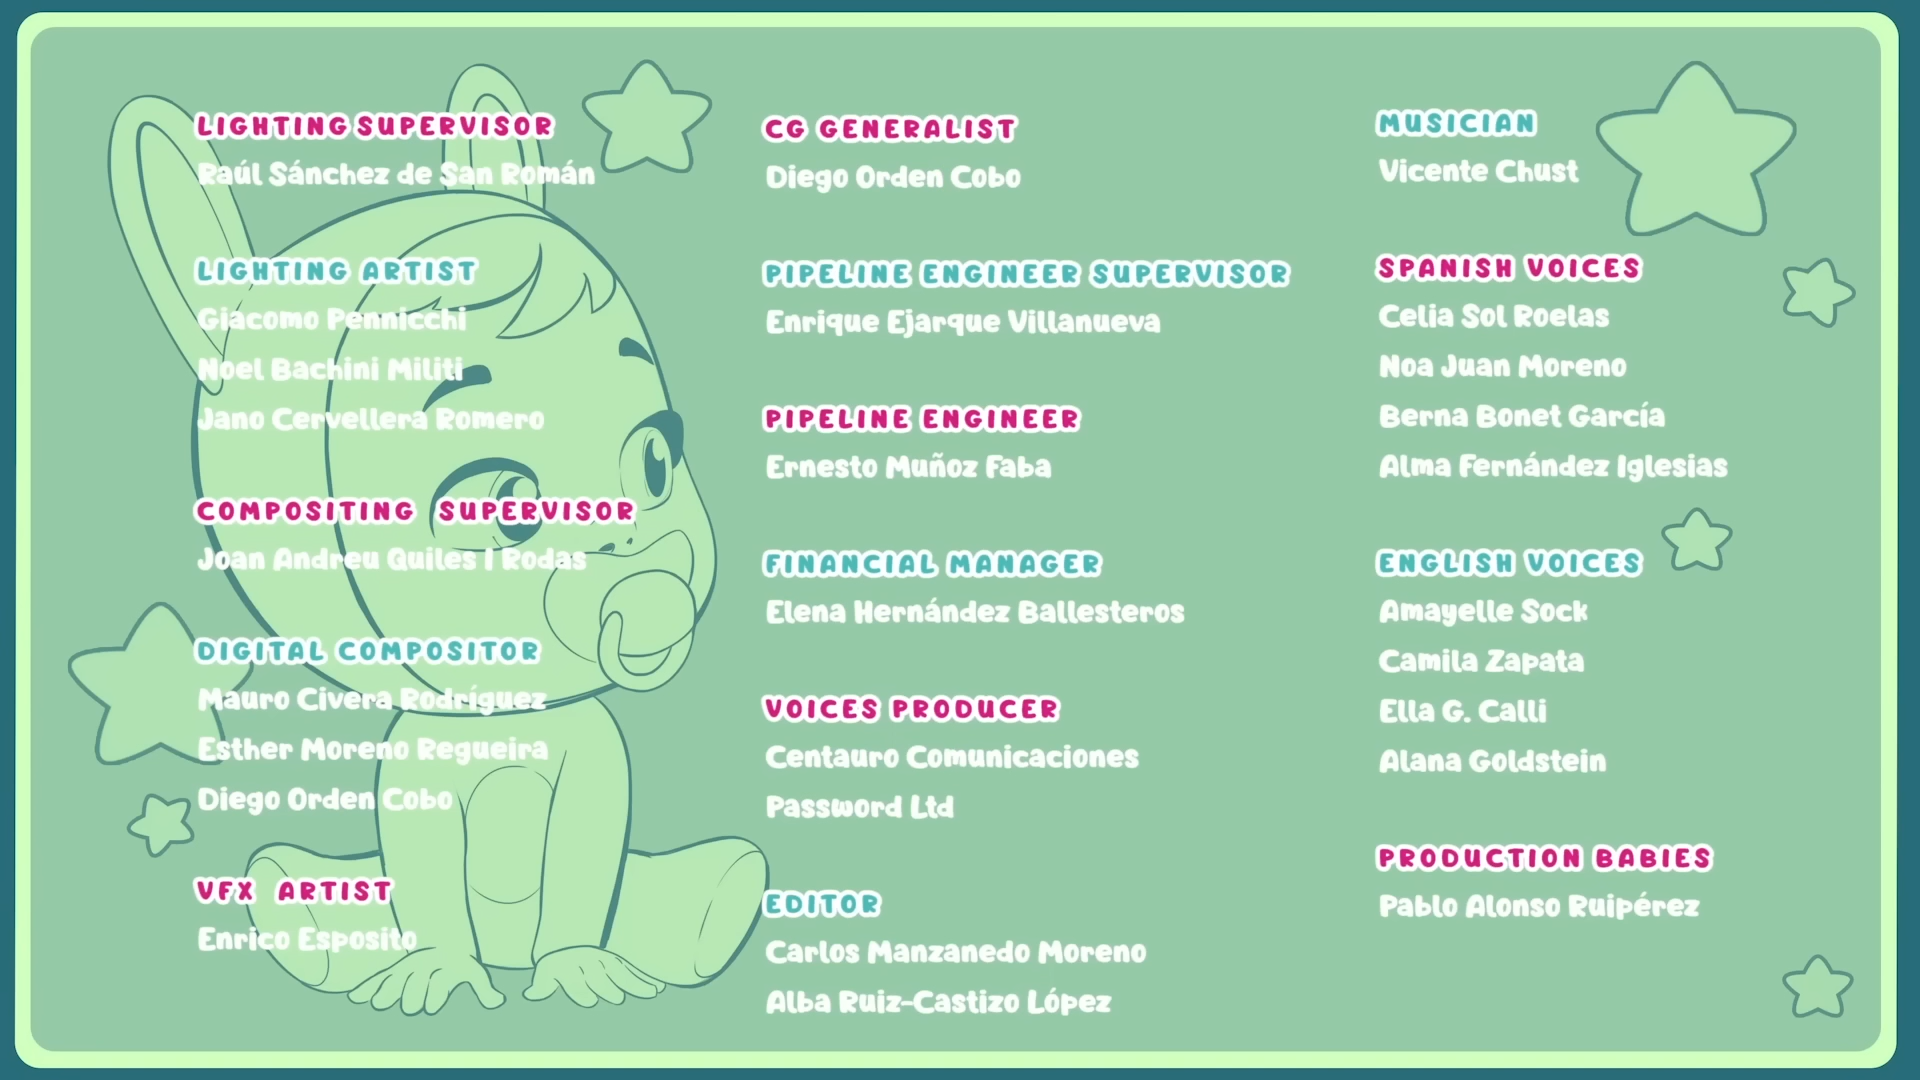 LIGHTING SUPERVISOR
Raúl Sánchez de San Román
LIGHTING ARTIST
Giacomo Pennicchi
Noel Bachini Militi
Jano Cervellera Romero
COMPOSITING SUPERVISOR
Joan Andreu Quiles I Rodas
DIGITAL COMPOSITOR
Mauro Civera Rodríguez
Esther Moreno Regueira
Diego Orden Cobo
VFX ARTIST
Enrico Esposito
CG GENERALIST
Diego Orden Cobo
PIPELINE ENGINEER SUPERVISOR
Enrique Ejarque Villanueva
PIPELINE ENGINEER
Ernesto Muñoz Faba
FINANCIAL MANAGER
Elena Hernández Ballesteros
VOICES PRODUCER
Centauro Comunicaciones
Password Ltd
EDITOR
Carlos Manzanedo Moreno
Alba Ruiz-Castizo López
MUSICIAN
Vicente Chust
SPANISH VOICES
Celia Sol Roelas
Noa Juan Moreno
Berna Bonet García
Alma Fernández Iglesias
ENGLISH VOICES
Amayelle Sock
Camila Zapata
Ella G. Calli
Alana Goldstein
PRODUCTION BABIES
Pablo Alonso Ruipérez